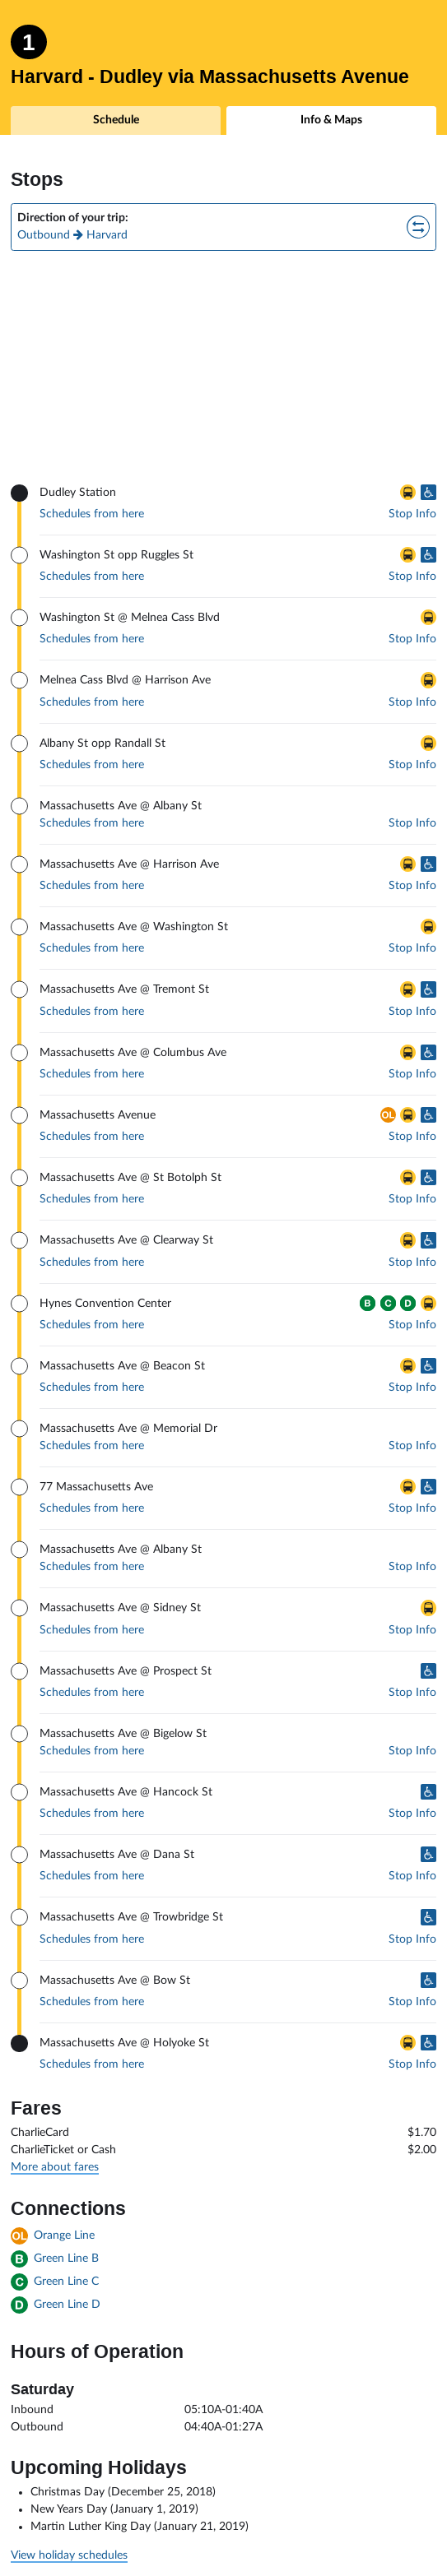 1
Harvard - Dudley via Massachusetts Avenue
Schedule
Info & Maps
Stops
Direction of your trip:
Outbound → Harvard
Dudley Station
Schedules from here Stop Info
Washington St opp Ruggles St
Schedules from here Stop Info
Washington St @ Melnea Cass Blvd
Schedules from here Stop Info
Melnea Cass Blvd @ Harrison Ave
Schedules from here Stop Info
Albany St opp Randall St
Schedules from here Stop Info
Massachusetts Ave @ Albany St
Schedules from here Stop Info
Massachusetts Ave @ Harrison Ave
Schedules from here Stop Info
Massachusetts Ave @ Washington St
Schedules from here Stop Info
Massachusetts Ave @ Tremont St
Schedules from here Stop Info
Massachusetts Ave @ Columbus Ave
Schedules from here Stop Info
Massachusetts Avenue OL
Schedules from here Stop Info
Massachusetts Ave @ St Botolph St
Schedules from here Stop Info
Massachusetts Ave @ Clearway St
Schedules from here Stop Info
Hynes Convention Center B C D
Schedules from here Stop Info
Massachusetts Ave @ Beacon St
Schedules from here Stop Info
Massachusetts Ave @ Memorial Dr
Schedules from here Stop Info
77 Massachusetts Ave
Schedules from here Stop Info
Massachusetts Ave @ Albany St
Schedules from here Stop Info
Massachusetts Ave @ Sidney St
Schedules from here Stop Info
Massachusetts Ave @ Prospect St
Schedules from here Stop Info
Massachusetts Ave @ Bigelow St
Schedules from here Stop Info
Massachusetts Ave @ Hancock St
Schedules from here Stop Info
Massachusetts Ave @ Dana St
Schedules from here Stop Info
Massachusetts Ave @ Trowbridge St
Schedules from here Stop Info
Massachusetts Ave @ Bow St
Schedules from here Stop Info
Massachusetts Ave @ Holyoke St
Schedules from here Stop Info
Fares
CharlieCard $1.70
CharlieTicket or Cash $2.00
More about fares
Connections
OL Orange Line
B Green Line B
C Green Line C
D Green Line D
Hours of Operation
Saturday
Inbound 05:10A-01:40A
Outbound 04:40A-01:27A
Upcoming Holidays
• Christmas Day (December 25, 2018)
• New Years Day (January 1, 2019)
• Martin Luther King Day (January 21, 2019)
View holiday schedules